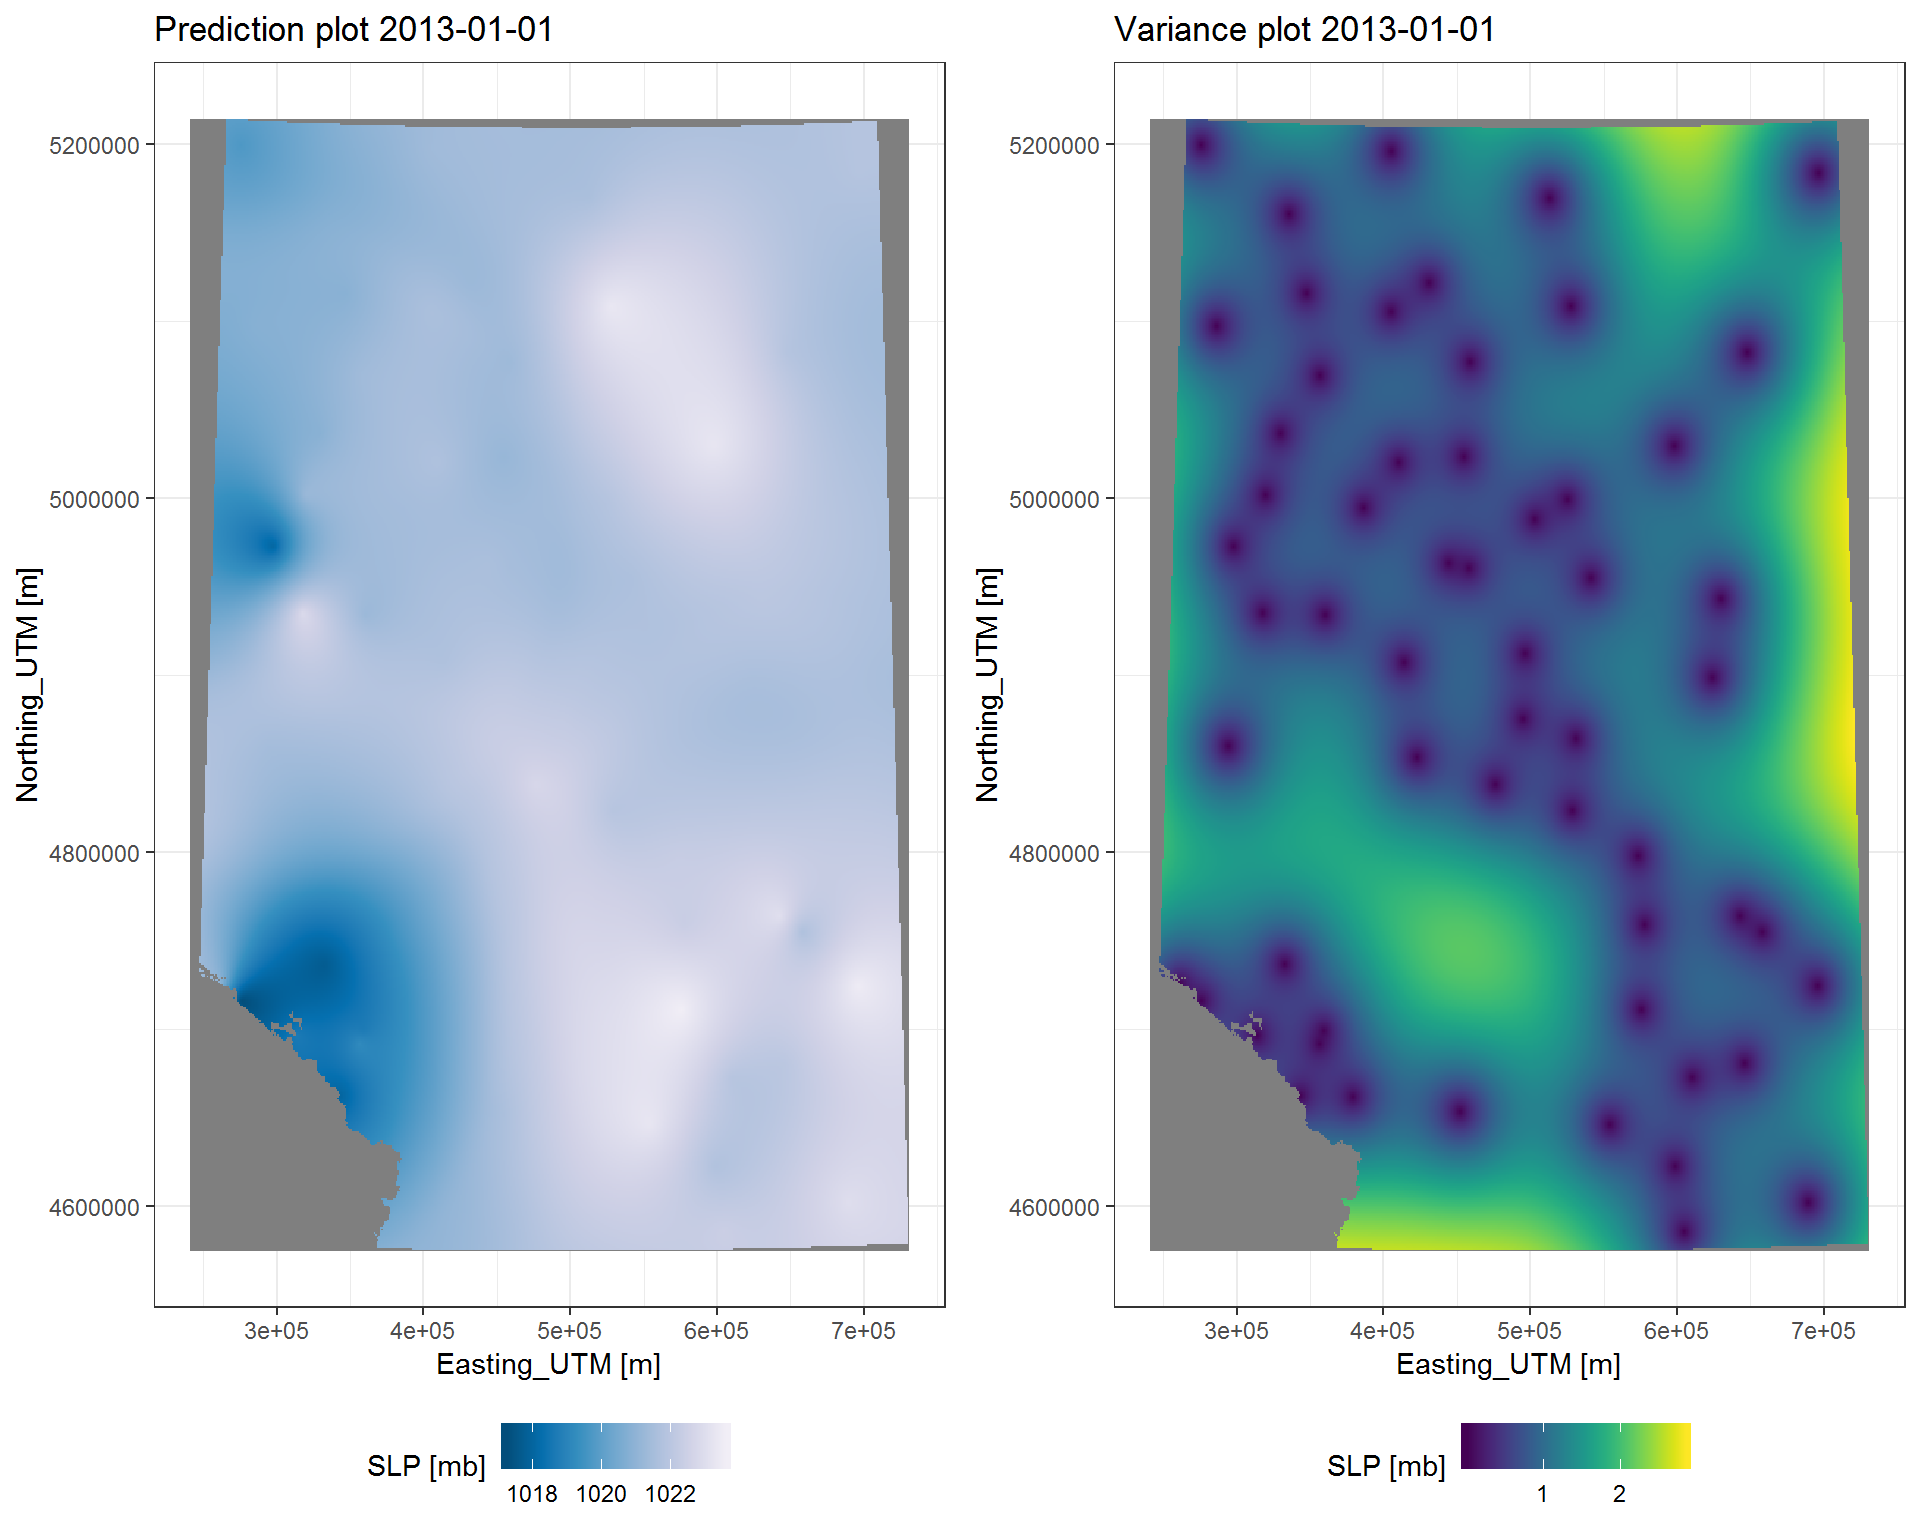 Prediction plot 2013-01-01
5200000
5000000
4800000
4600000
Northing_UTM [m]
3e+05 4e+05 5e+05 6e+05 7e+05
Easting_UTM [m]
SLP [mb]
1018 1020 1022
Variance plot 2013-01-01
5200000
5000000
4800000
4600000
Northing_UTM [m]
3e+05 4e+05 5e+05 6e+05 7e+05
Easting_UTM [m]
SLP [mb]
1 2